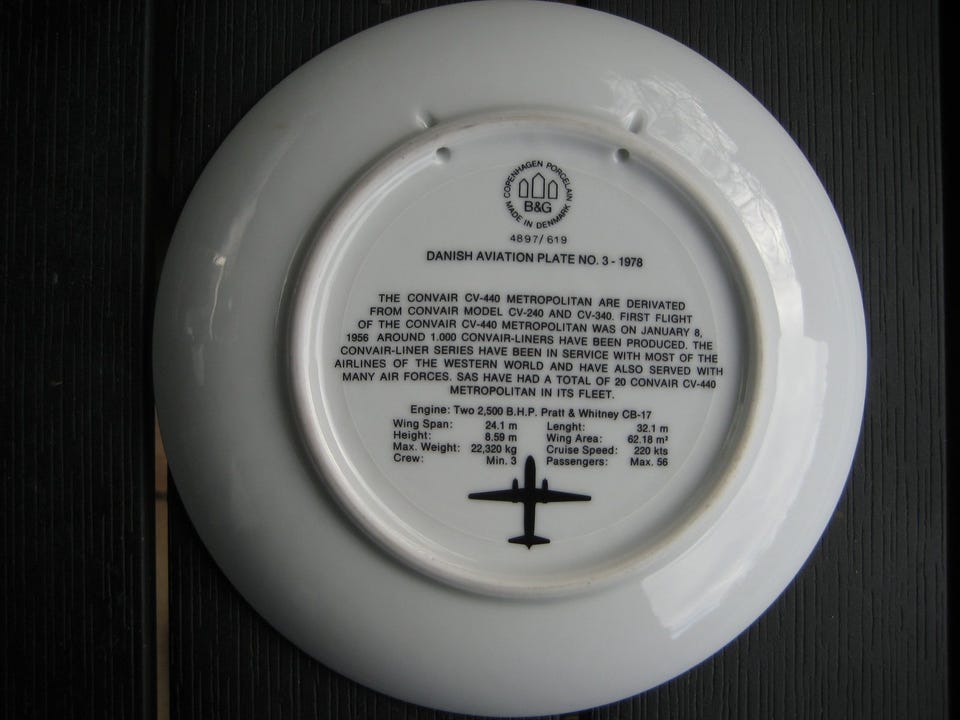 COPENHAGEN PORCELAIN
B&G
MADE IN DENMARK
4897/619
DANISH AVIATION PLATE NO. 3 - 1978
THE CONVAIR CV-440 METROPOLITAN ARE DERIVATED
FROM CONVAIR MODEL CV-240 AND CV-340. FIRST FLIGHT
OF THE CONVAIR CV-440 METROPOLITAN WAS ON JANUARY 8,
1956 AROUND 1.000 CONVAIR-LINERS HAVE BEEN PRODUCED. THE
CONVAIR-LINER SERIES HAVE BEEN IN SERVICE WITH MOST OF THE
AIRLINES OF THE WESTERN WORLD AND HAVE ALSO SERVED WITH
MANY AIR FORCES. SAS HAVE HAD A TOTAL OF 20 CONVAIR CV-440
METROPOLITAN IN ITS FLEET.
Engine: Two 2,500 B.H.P. Pratt & Whitney CB-17
Wing Span: 24.1 m Lenght: 32.1 m
Height: 8.59 m Wing Area: 62.18 m²
Max. Weight: 22,320 kg Cruise Speed: 220 kts
Crew: Min. 3 Passengers: Max. 56